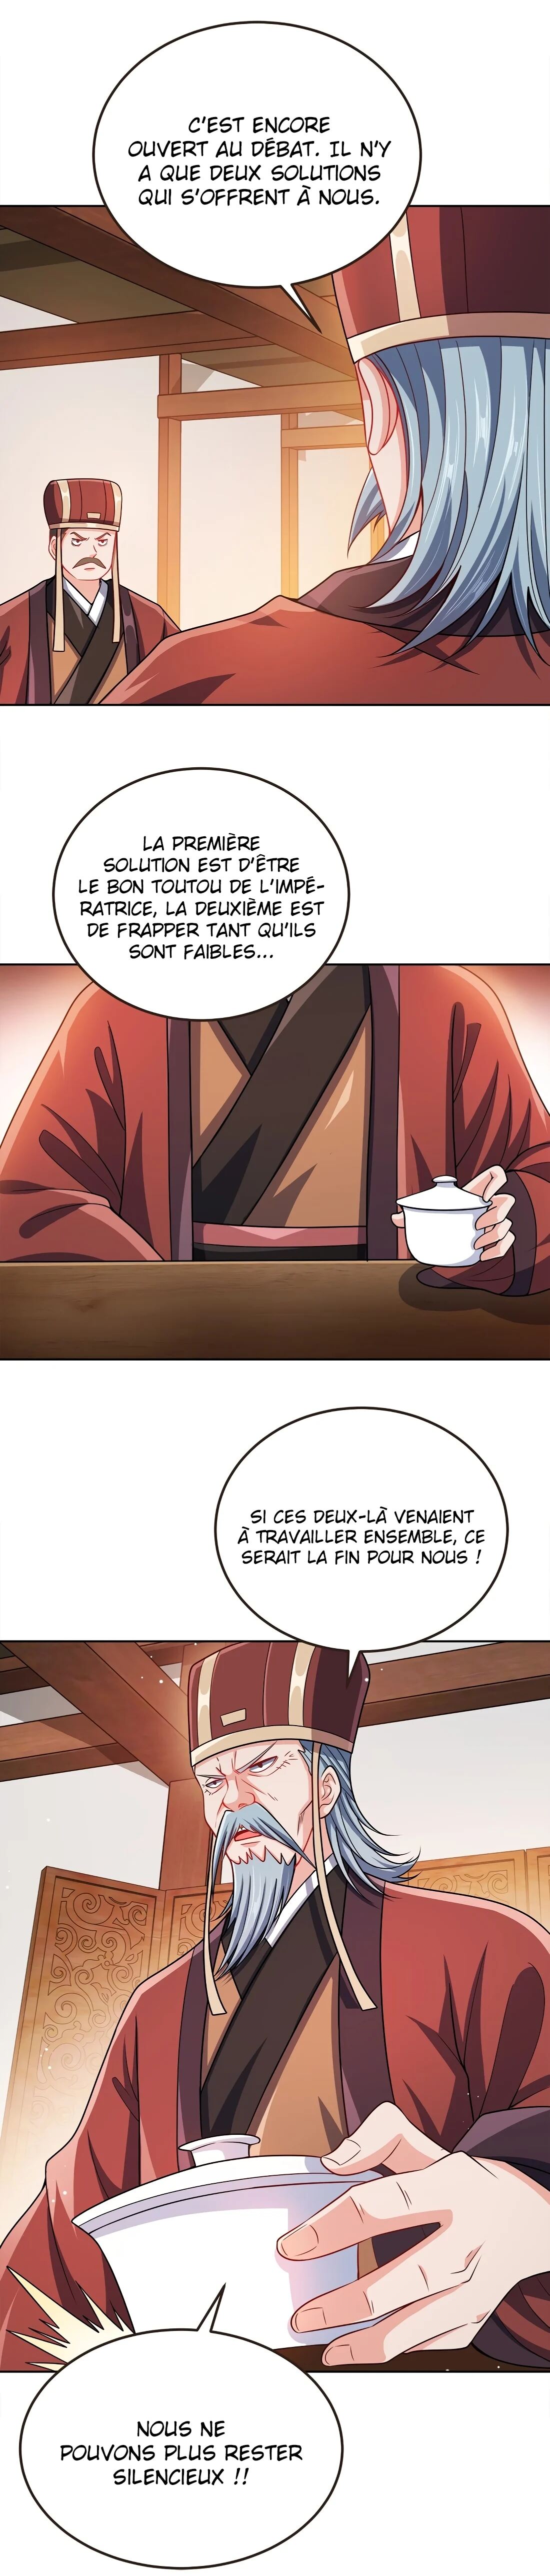 C'EST ENCORE
OUVERT AU DÉBAT. IL N'Y
A QUE DEUX SOLUTIONS
QUI S'OFFRENT À NOUS.
LA PREMIÈRE
SOLUTION EST D'ÊTRE
LE BON TOUTOU DE L'IMPÉ-
RATRICE, LA DEUXIÈME EST
DE FRAPPER TANT QU'ILS
SONT FAIBLES...
SI CES DEUX-LÀ VENAIENT
À TRAVAILLER ENSEMBLE, CE
SERAIT LA FIN POUR NOUS !
NOUS NE
POUVONS PLUS RESTER
SILENCIEUX !!